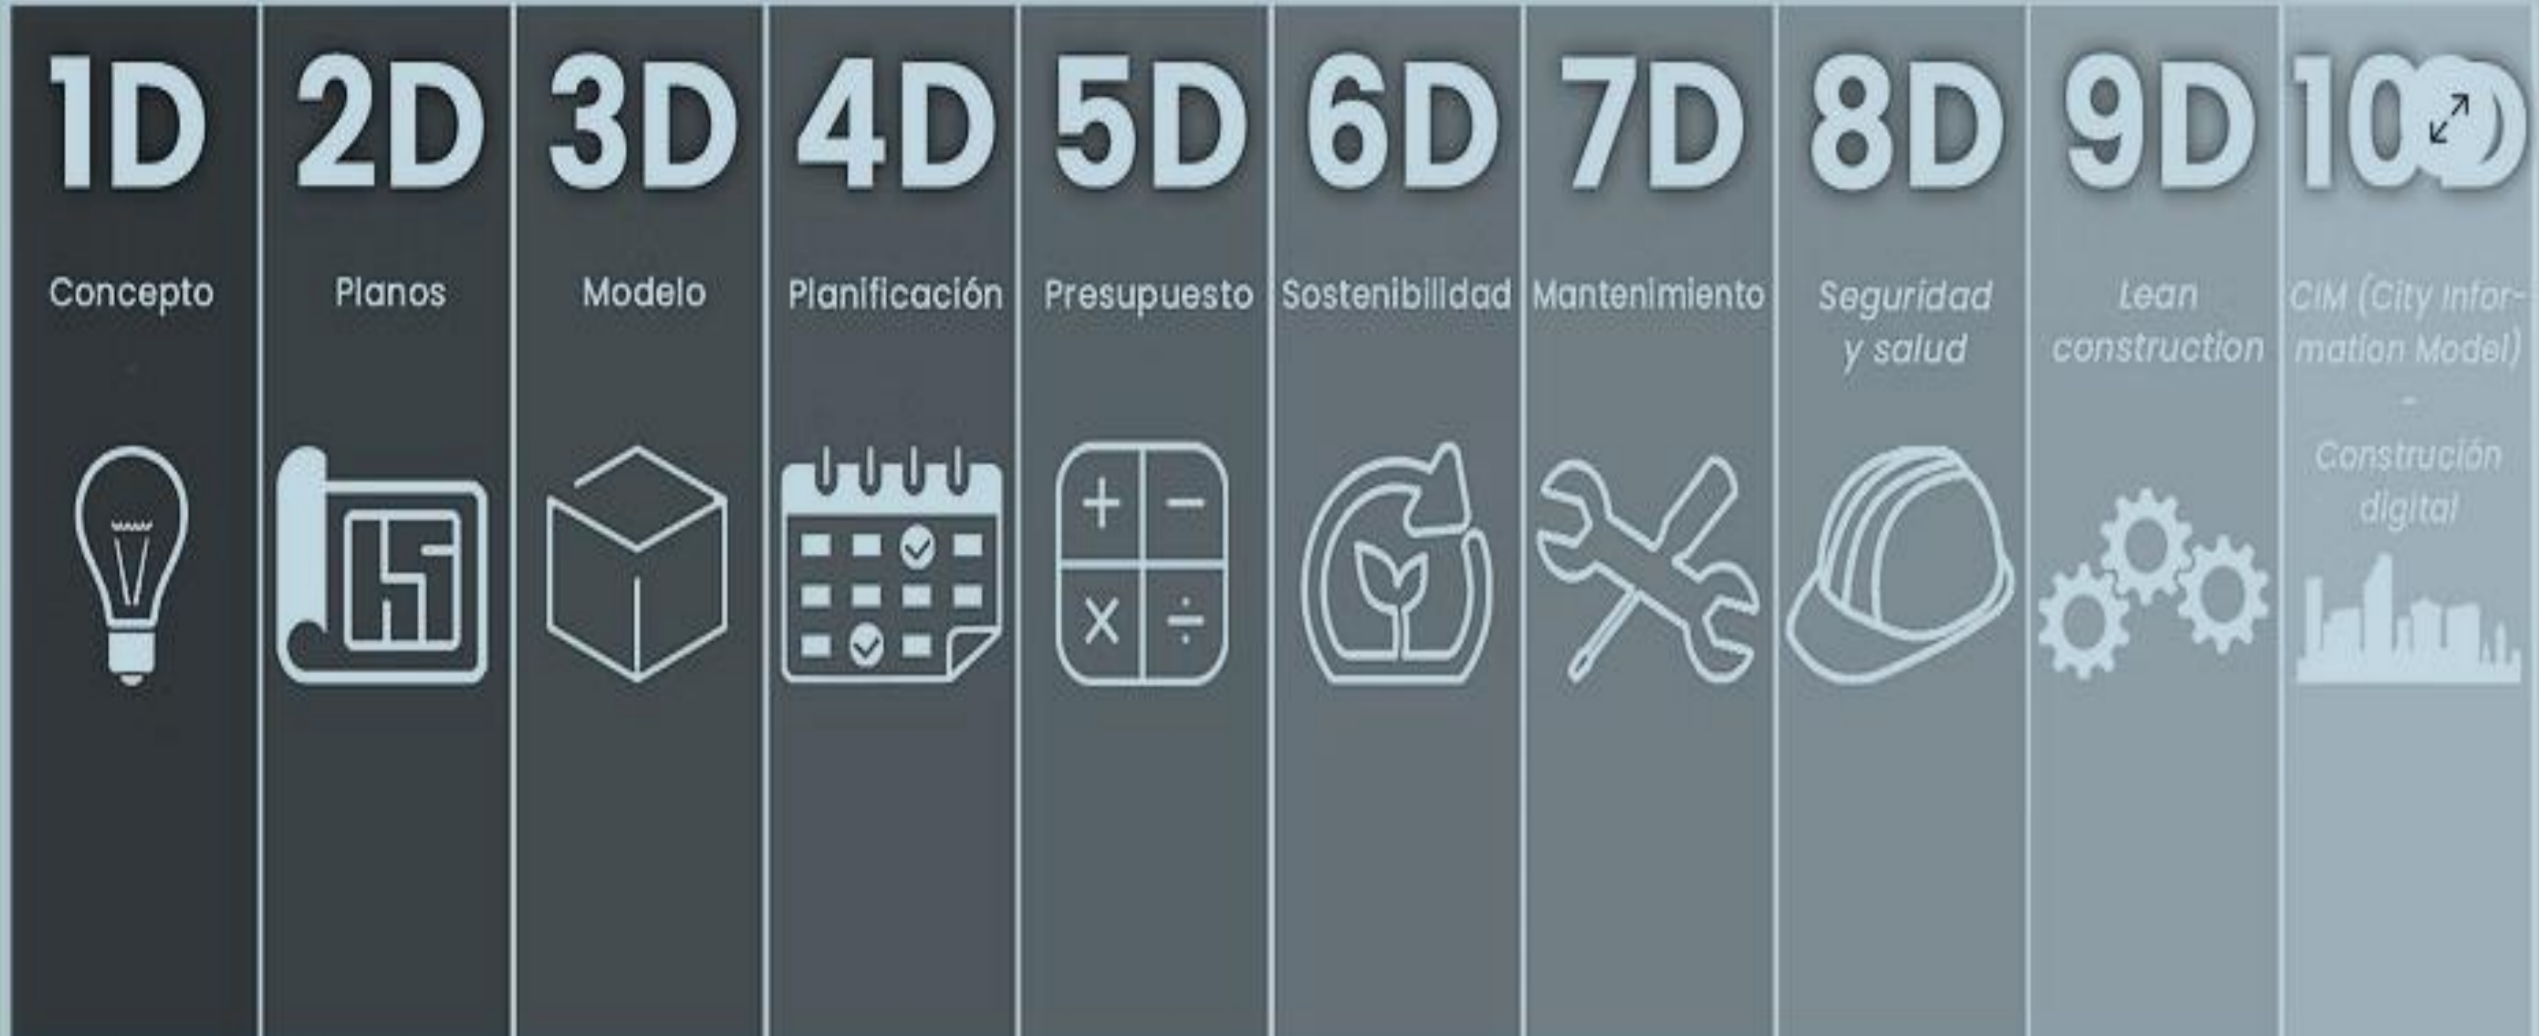 1D
Concepto
2D
Planos
3D
Modelo
4D
Planificación
5D
Presupuesto
+ −
× ÷
6D
Sostenibilidad
7D
Mantenimiento
8D
Seguridad
y salud
9D
Lean
construction
10D
CIM (City Infor-
mation Model)
-
Construción
digital